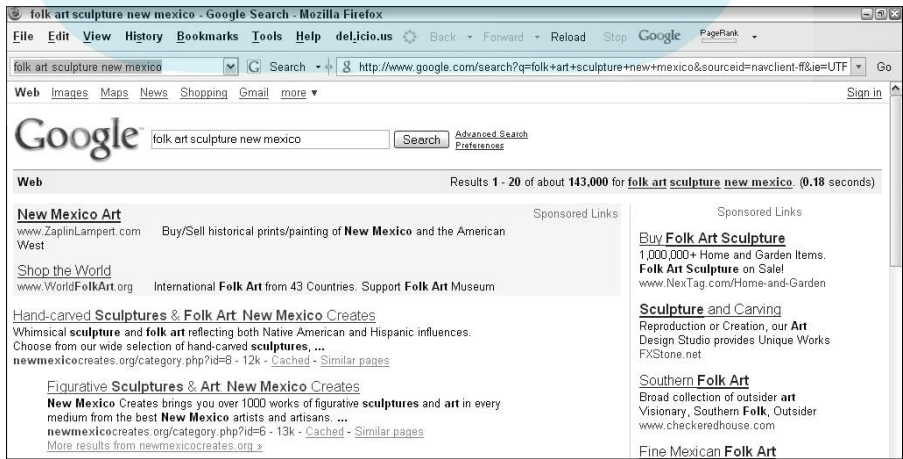 folk art sculpture new mexico - Google Search - Mozilla Firefox
File Edit View History Bookmarks Tools Help del.icio.us Back Forward Reload Stop Google PageRank
folk art sculpture new mexico G Search 8 http://www.google.com/search?q=folk+art+sculpture+new+mexico&sourceid=navclient-ff&ie=UTF Go
Web Images Maps News Shopping Gmail more ▼ Sign in
Google™ folk art sculpture new mexico Search Advanced Search
Preferences
Web Results 1 - 20 of about 143,000 for folk art sculpture new mexico. (0.18 seconds)
New Mexico Art Sponsored Links
www.ZaplinLampert.com Buy/Sell historical prints/painting of New Mexico and the American
West
Shop the World
www.WorldFolkArt.org International Folk Art from 43 Countries. Support Folk Art Museum
Hand-carved Sculptures & Folk Art: New Mexico Creates
Whimsical sculpture and folk art reflecting both Native American and Hispanic influences.
Choose from our wide selection of hand-carved sculptures, ...
newmexicocreates.org/category.php?id=8 - 12k - Cached - Similar pages
Figurative Sculptures & Art: New Mexico Creates
New Mexico Creates brings you over 1000 works of figurative sculptures and art in every
medium from the best New Mexico artists and artisans. ...
newmexicocreates.org/category.php?id=6 - 13k - Cached - Similar pages
More results from newmexicocreates.org »
Sponsored Links
Buy Folk Art Sculpture
1,000,000+ Home and Garden Items.
Folk Art Sculpture on Sale!
www.NexTag.com/Home-and-Garden
Sculpture and Carving
Reproduction or Creation, our Art
Design Studio provides Unique Works
FXStone.net
Southern Folk Art
Broad collection of outsider art
Visionary, Southern Folk, Outsider
www.checkeredhouse.com
Fine Mexican Folk Art